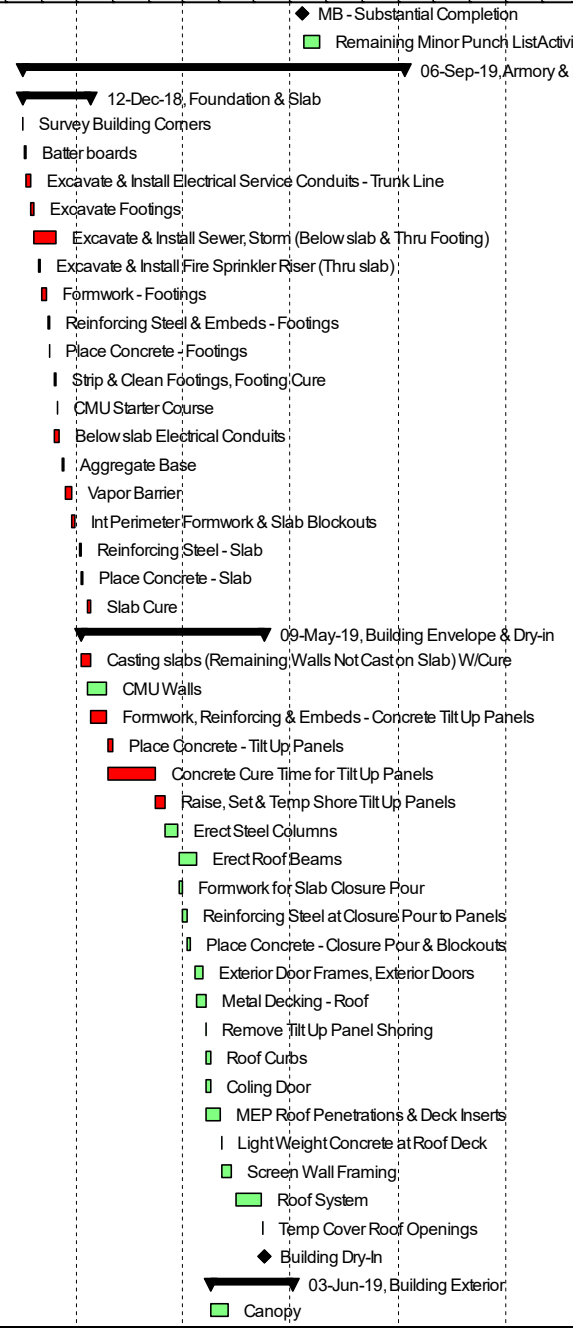 MB - Substantial Completion
Remaining Minor Punch List Activi
06-Sep-19, Armory &
12-Dec-18, Foundation & Slab
Survey Building Corners
Batter boards
Excavate & Install Electrical Service Conduits - Trunk Line
Excavate Footings
Excavate & Install Sewer, Storm (Below slab & Thru Footing)
Excavate & Install Fire Sprinkler Riser (Thru slab)
Formwork - Footings
Reinforcing Steel & Embeds - Footings
Place Concrete - Footings
Strip & Clean Footings, Footing Cure
CMU Starter Course
Below slab Electrical Conduits
Aggregate Base
Vapor Barrier
Int Perimeter Formwork & Slab Blockouts
Reinforcing Steel - Slab
Place Concrete - Slab
Slab Cure
09-May-19, Building Envelope & Dry-in
Casting slabs (Remaining Walls Not Cast on Slab) W/Cure
CMU Walls
Formwork, Reinforcing & Embeds - Concrete Tilt Up Panels
Place Concrete - Tilt Up Panels
Concrete Cure Time for Tilt Up Panels
Raise, Set & Temp Shore Tilt Up Panels
Erect Steel Columns
Erect Roof Beams
Formwork for Slab Closure Pour
Reinforcing Steel at Closure Pour to Panels
Place Concrete - Closure Pour & Blockouts
Exterior Door Frames, Exterior Doors
Metal Decking - Roof
Remove Tilt Up Panel Shoring
Roof Curbs
Coling Door
MEP Roof Penetrations & Deck Inserts
Light Weight Concrete at Roof Deck
Screen Wall Framing
Roof System
Temp Cover Roof Openings
Building Dry-In
03-Jun-19, Building Exterior
Canopy